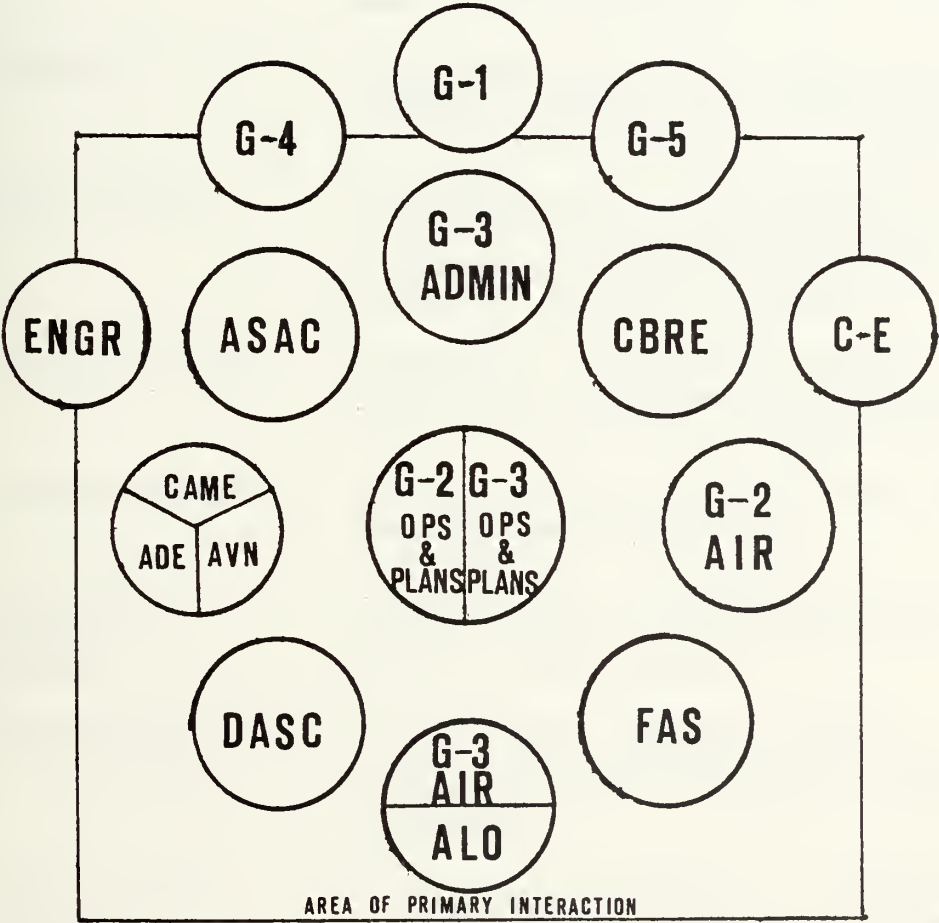 G-1
G-4
G-5
G-3
ADMIN
ENGR
ASAC
CBRE
C-E
CAME
ADE
AVN
G-2
OPS
&
PLANS
G-3
OPS
&
PLANS
G-2
AIR
DASC
FAS
G-3
AIR
ALO
AREA OF PRIMARY INTERACTION